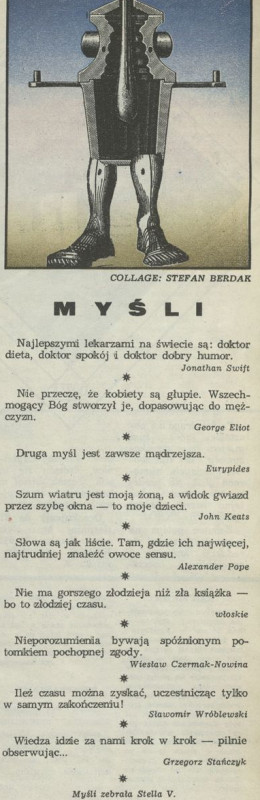 COLLAGE: STEFAN BERDAK
MYŚLI
Najlepszymi lekarzami na świecie są: doktor
dieta, doktor spokój i doktor dobry humor.
Jonathan Swift
Nie przeczę, że kobiety są głupie. Wszech-
mogący Bóg stworzył je, dopasowując do męż-
czyzn.
George Eliot
Druga myśl jest zawsze mądrzejsza.
Eurypides
Szum wiatru jest moją żoną, a widok gwiazd
przez szybę okna — to moje dzieci.
John Keats
Słowa są jak liście. Tam, gdzie ich najwięcej,
najtrudniej znaleźć owoce sensu.
Alexander Pope
Nie ma gorszego złodzieja niż zła książka —
bo to złodziej czasu.
włoskie
Nieporozumienia bywają spóźnionym po-
tomkiem pochopnej zgody.
Wiesław Czermak-Nowina
Ileż czasu można zyskać, uczestnicząc tylko
w samym zakończeniu!
Sławomir Wróblewski
Wiedza idzie za nami krok w krok — pilnie
obserwując...
Grzegorz Stańczyk
Myśli zebrała Stella V.